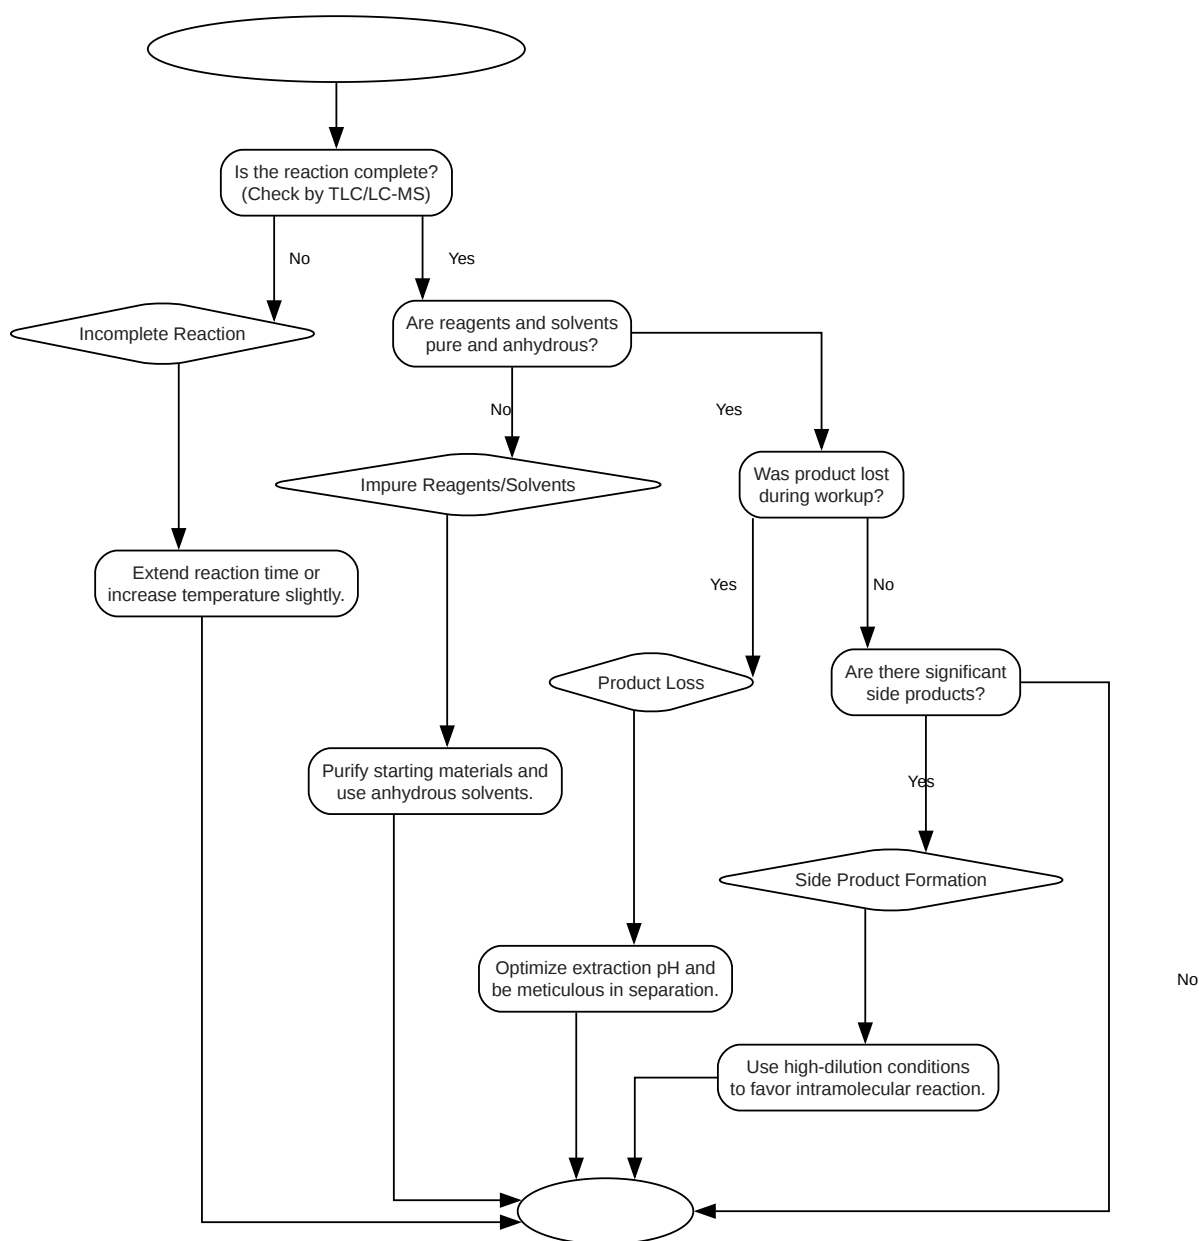 Is the reaction complete?
(Check by TLC/LC-MS)
No
Yes
Incomplete Reaction
Are reagents and solvents
pure and anhydrous?
No
Yes
Impure Reagents/Solvents
Was product lost
during workup?
Extend reaction time or
increase temperature slightly.
Yes
No
Product Loss
Are there significant
side products?
Purify starting materials and
use anhydrous solvents.
Yes
Side Product Formation
Optimize extraction pH and
be meticulous in separation.
No
Use high-dilution conditions
to favor intramolecular reaction.